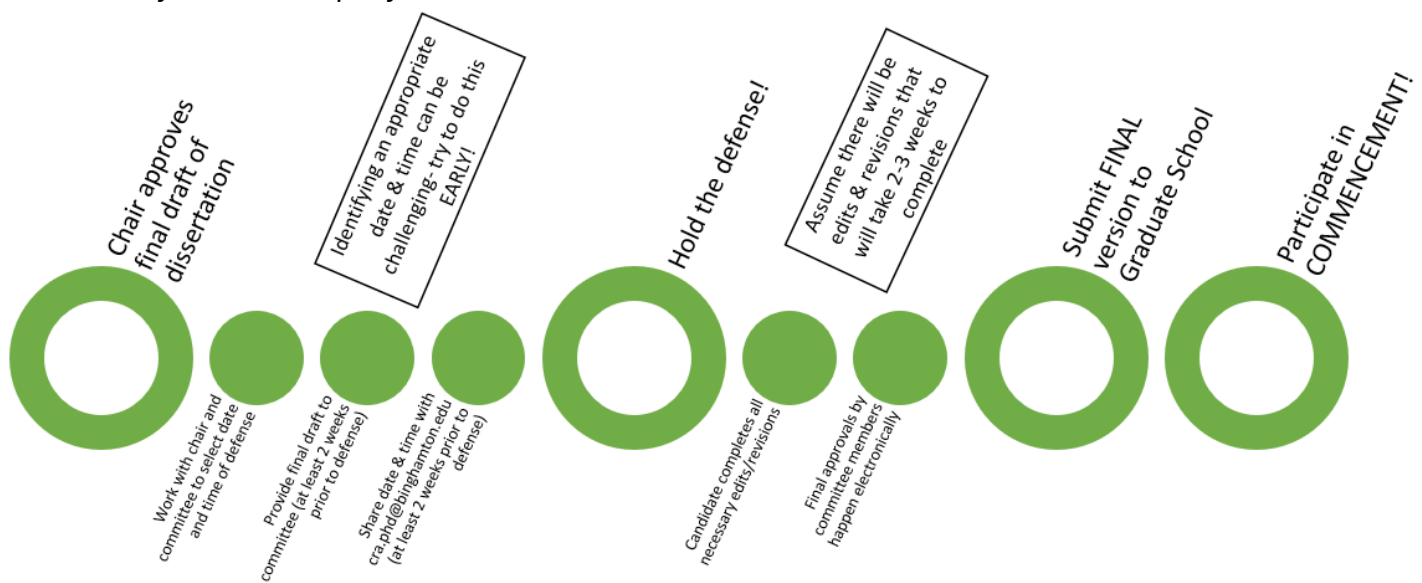 Chair approves
final draft of
dissertation
Work with chair and
committee to select date
and time of defense
Identifying an appropriate
date & time can be
challenging- try to do this
EARLY!
Provide final draft to
committee (at least 2 weeks
prior to defense)
Share date & time with
cra.phd@binghamton.edu
(at least 2 weeks prior to
defense)
Hold the defense!
Candidate completes all
necessary edits/revisions
Assume there will be
edits & revisions that
will take 2-3 weeks to
complete
Final approvals by
committee members
happen electronically
Submit FINAL
version to
Graduate School
Participate in
COMMENCEMENT!